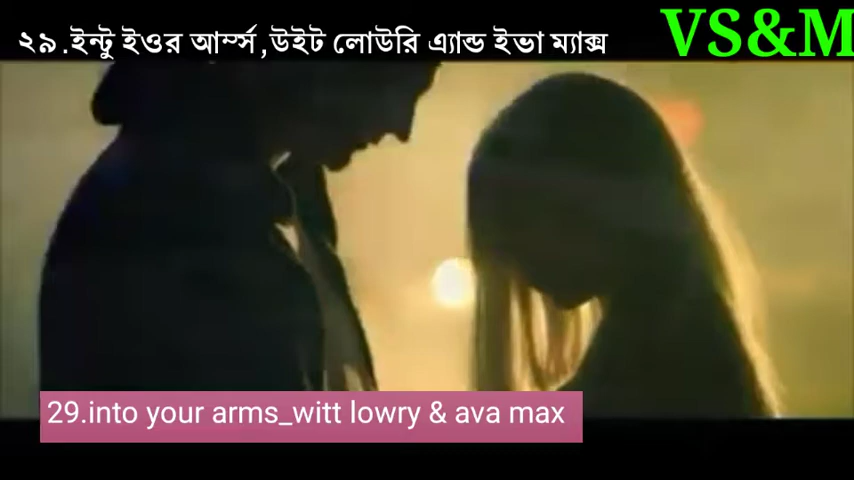 ২৯.ইন্টু ইওর আর্ম্স,উইট লোউরি এ্যান্ড ইভা ম্যাক্স
VS&M
29.into your arms_witt lowry & ava max